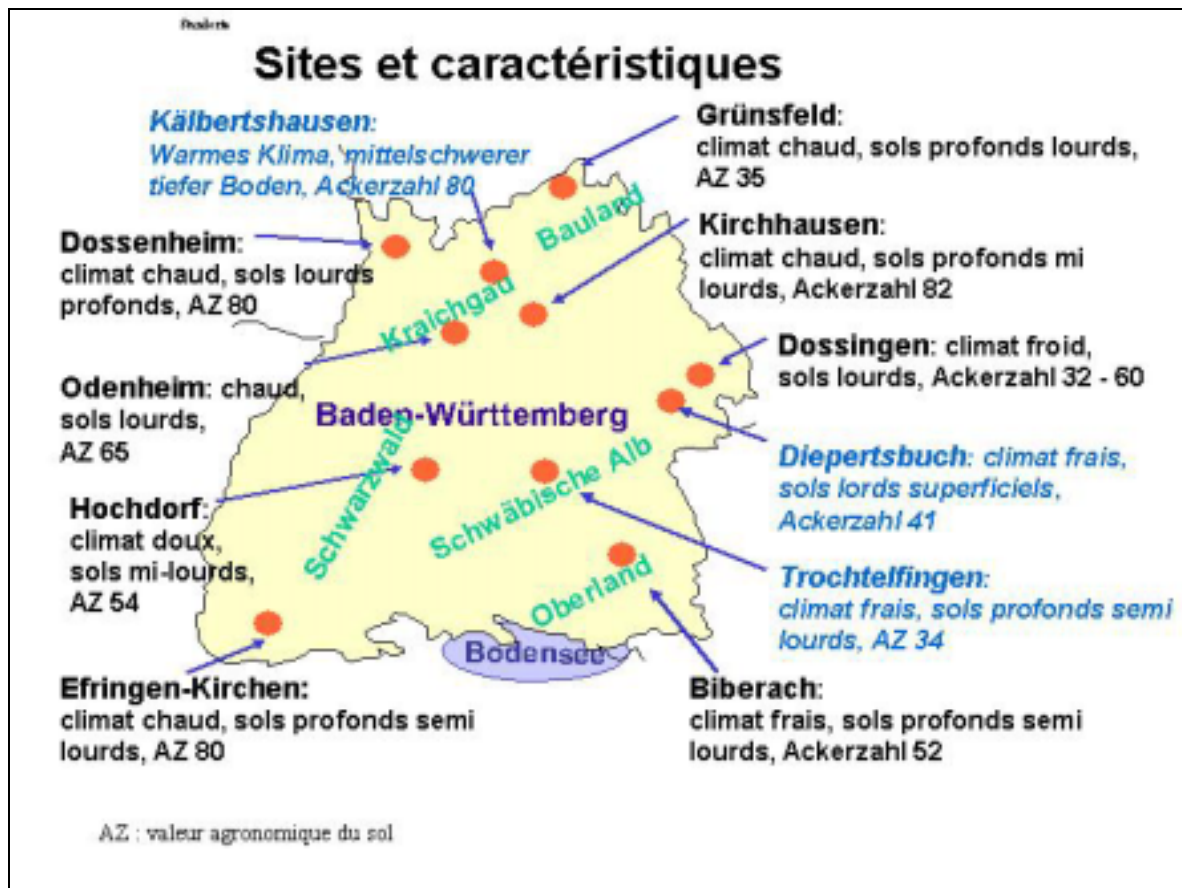 Sites et caractéristiques
Kälbertshausen:
Warmes Klima, mittelschwerer
tiefer Boden, Ackerzahl 80
Grünsfeld:
climat chaud, sols profonds lourds,
AZ 35
Bauland
Dossenheim:
climat chaud, sols lourds
profonds, AZ 80
Kirchhausen:
climat chaud, sols profonds mi
lourds, Ackerzahl 82
Kraichgau
Odenheim: chaud,
sols lourds,
AZ 65
Dossingen: climat froid,
sols lourds, Ackerzahl 32 - 60
Baden-Württemberg
Schwarzwald
Schwäbische Alb
Diepertsbuch: climat frais,
sols lords superficiels,
Ackerzahl 41
Hochdorf:
climat doux,
sols mi-lourds,
AZ 54
Oberland
Trochtelfingen:
climat frais, sols profonds semi
lourds, AZ 34
Bodensee
Efringen-Kirchen:
climat chaud, sols profonds semi
lourds, AZ 80
Biberach:
climat frais, sols profonds semi
lourds, Ackerzahl 52
AZ : valeur agronomique du sol